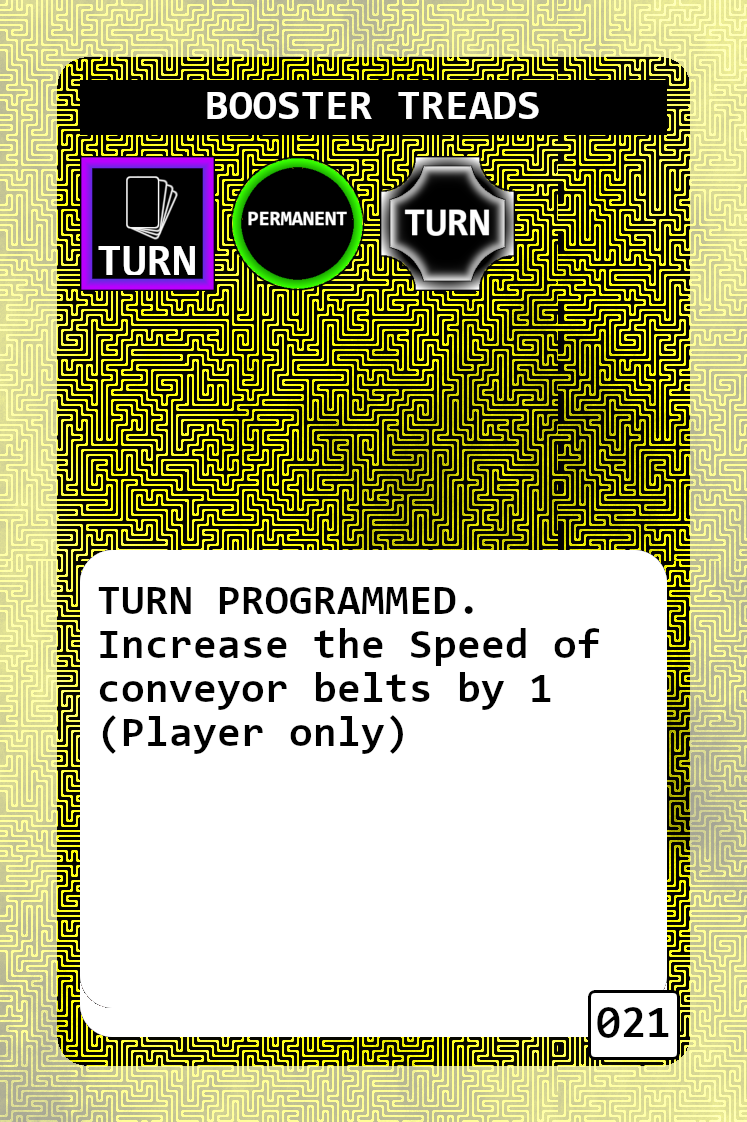 BOOSTER TREADS
TURN
PERMANENT
TURN
TURN PROGRAMMED.
Increase the Speed of
conveyor belts by 1
(Player only)
021